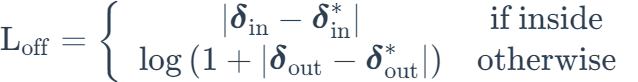 L_off = { |δ_in − δ*_in| if inside
log (1 + |δ_out − δ*_out|) otherwise